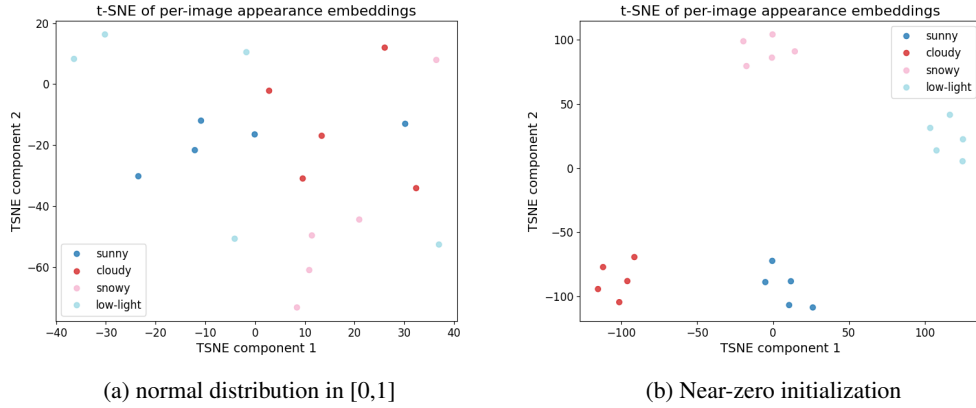 t-SNE of per-image appearance embeddings
20
0
−20
−40
−60
TSNE component 2
sunny
cloudy
snowy
low-light
−40 −30 −20 −10 0 10 20 30 40
TSNE component 1
(a) normal distribution in [0,1]
t-SNE of per-image appearance embeddings
100
50
0
−50
−100
TSNE component 2
sunny
cloudy
snowy
low-light
−100 −50 0 50 100
TSNE component 1
(b) Near-zero initialization